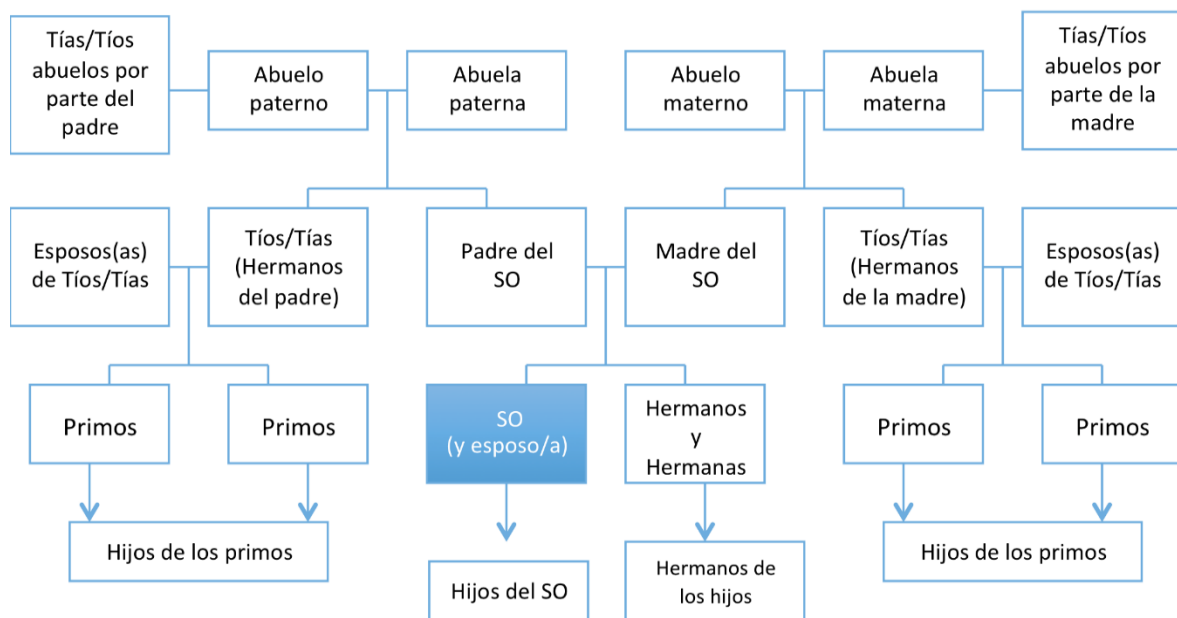 Tías/Tíos
abuelos por
parte del
padre
Abuelo
paterno
Abuela
paterna
Abuelo
materno
Abuela
materna
Tías/Tíos
abuelos por
parte de la
madre
Esposos(as)
de Tíos/Tías
Tíos/Tías
(Hermanos
del padre)
Padre del
SO
Madre del
SO
Tíos/Tías
(Hermanos
de la madre)
Esposos(as)
de Tíos/Tías
Primos
Primos
SO
(y esposo/a)
Hermanos
y
Hermanas
Primos
Primos
Hijos de los primos
Hijos del SO
Hermanos de
los hijos
Hijos de los primos